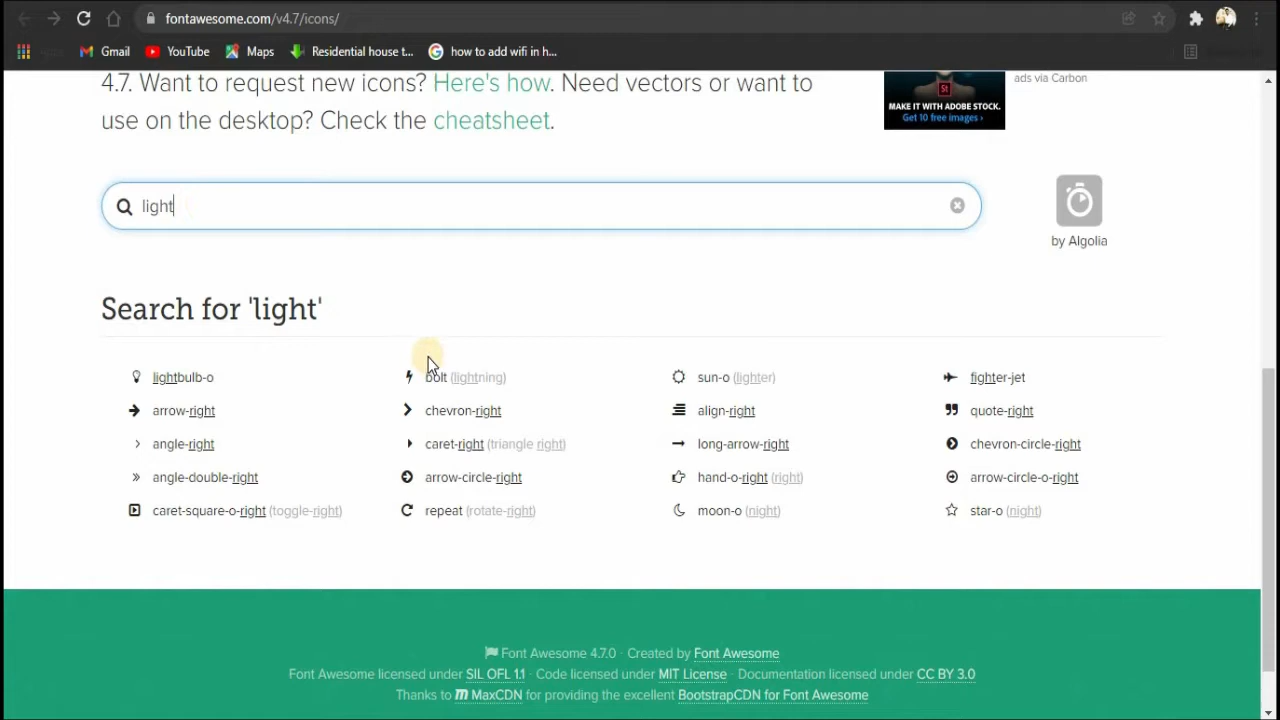 fontawesome.com/v4.7/icons/
Gmail YouTube Maps Residential house t... how to add wifi in h...
4.7. Want to request new icons? Here's how. Need vectors or want to
use on the desktop? Check the cheatsheet.
St
MAKE IT WITH ADOBE STOCK.
Get 10 free images ›
ads via Carbon
light
by Algolia
Search for 'light'
lightbulb-o bolt (lightning) sun-o (lighter) fighter-jet
arrow-right chevron-right align-right quote-right
angle-right caret-right (triangle right) long-arrow-right chevron-circle-right
angle-double-right arrow-circle-right hand-o-right (right) arrow-circle-o-right
caret-square-o-right (toggle-right) repeat (rotate-right) moon-o (night) star-o (night)
Font Awesome 4.7.0 · Created by Font Awesome
Font Awesome licensed under SIL OFL 1.1 · Code licensed under MIT License · Documentation licensed under CC BY 3.0
Thanks to MaxCDN for providing the excellent BootstrapCDN for Font Awesome